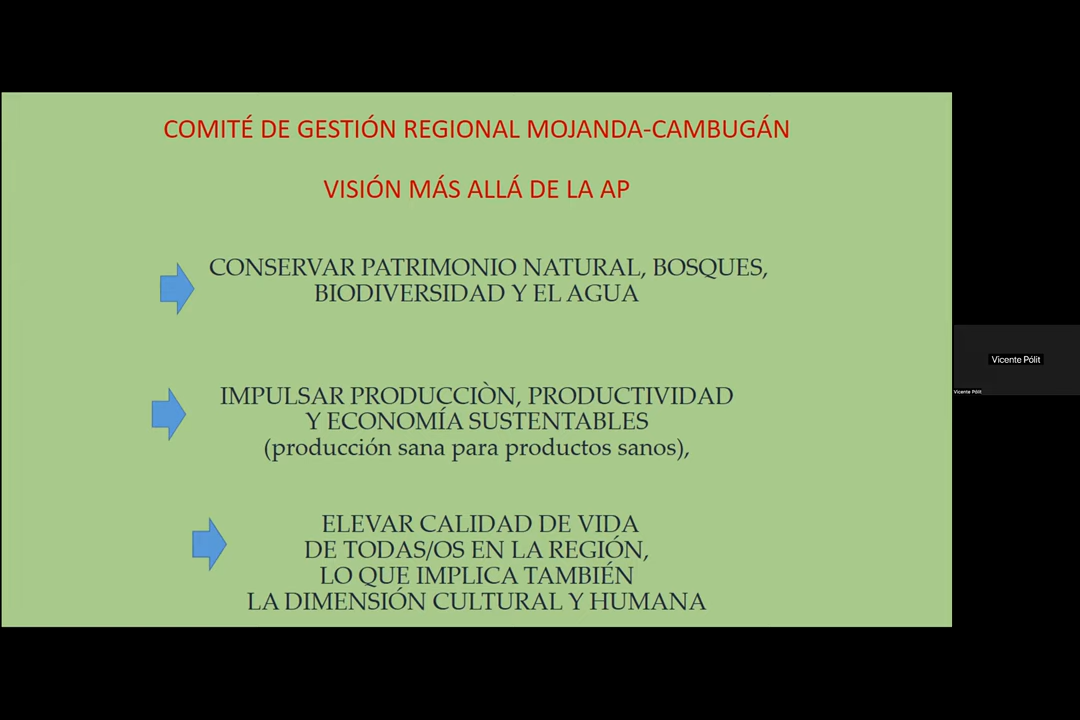 COMITÉ DE GESTIÓN REGIONAL MOJANDA-CAMBUGÁN
VISIÓN MÁS ALLÁ DE LA AP
CONSERVAR PATRIMONIO NATURAL, BOSQUES,
BIODIVERSIDAD Y EL AGUA
IMPULSAR PRODUCCIÒN, PRODUCTIVIDAD
Y ECONOMÍA SUSTENTABLES
(producción sana para productos sanos),
ELEVAR CALIDAD DE VIDA
DE TODAS/OS EN LA REGIÓN,
LO QUE IMPLICA TAMBIÉN
LA DIMENSIÓN CULTURAL Y HUMANA
Vicente Pólit
Vicente Pólit